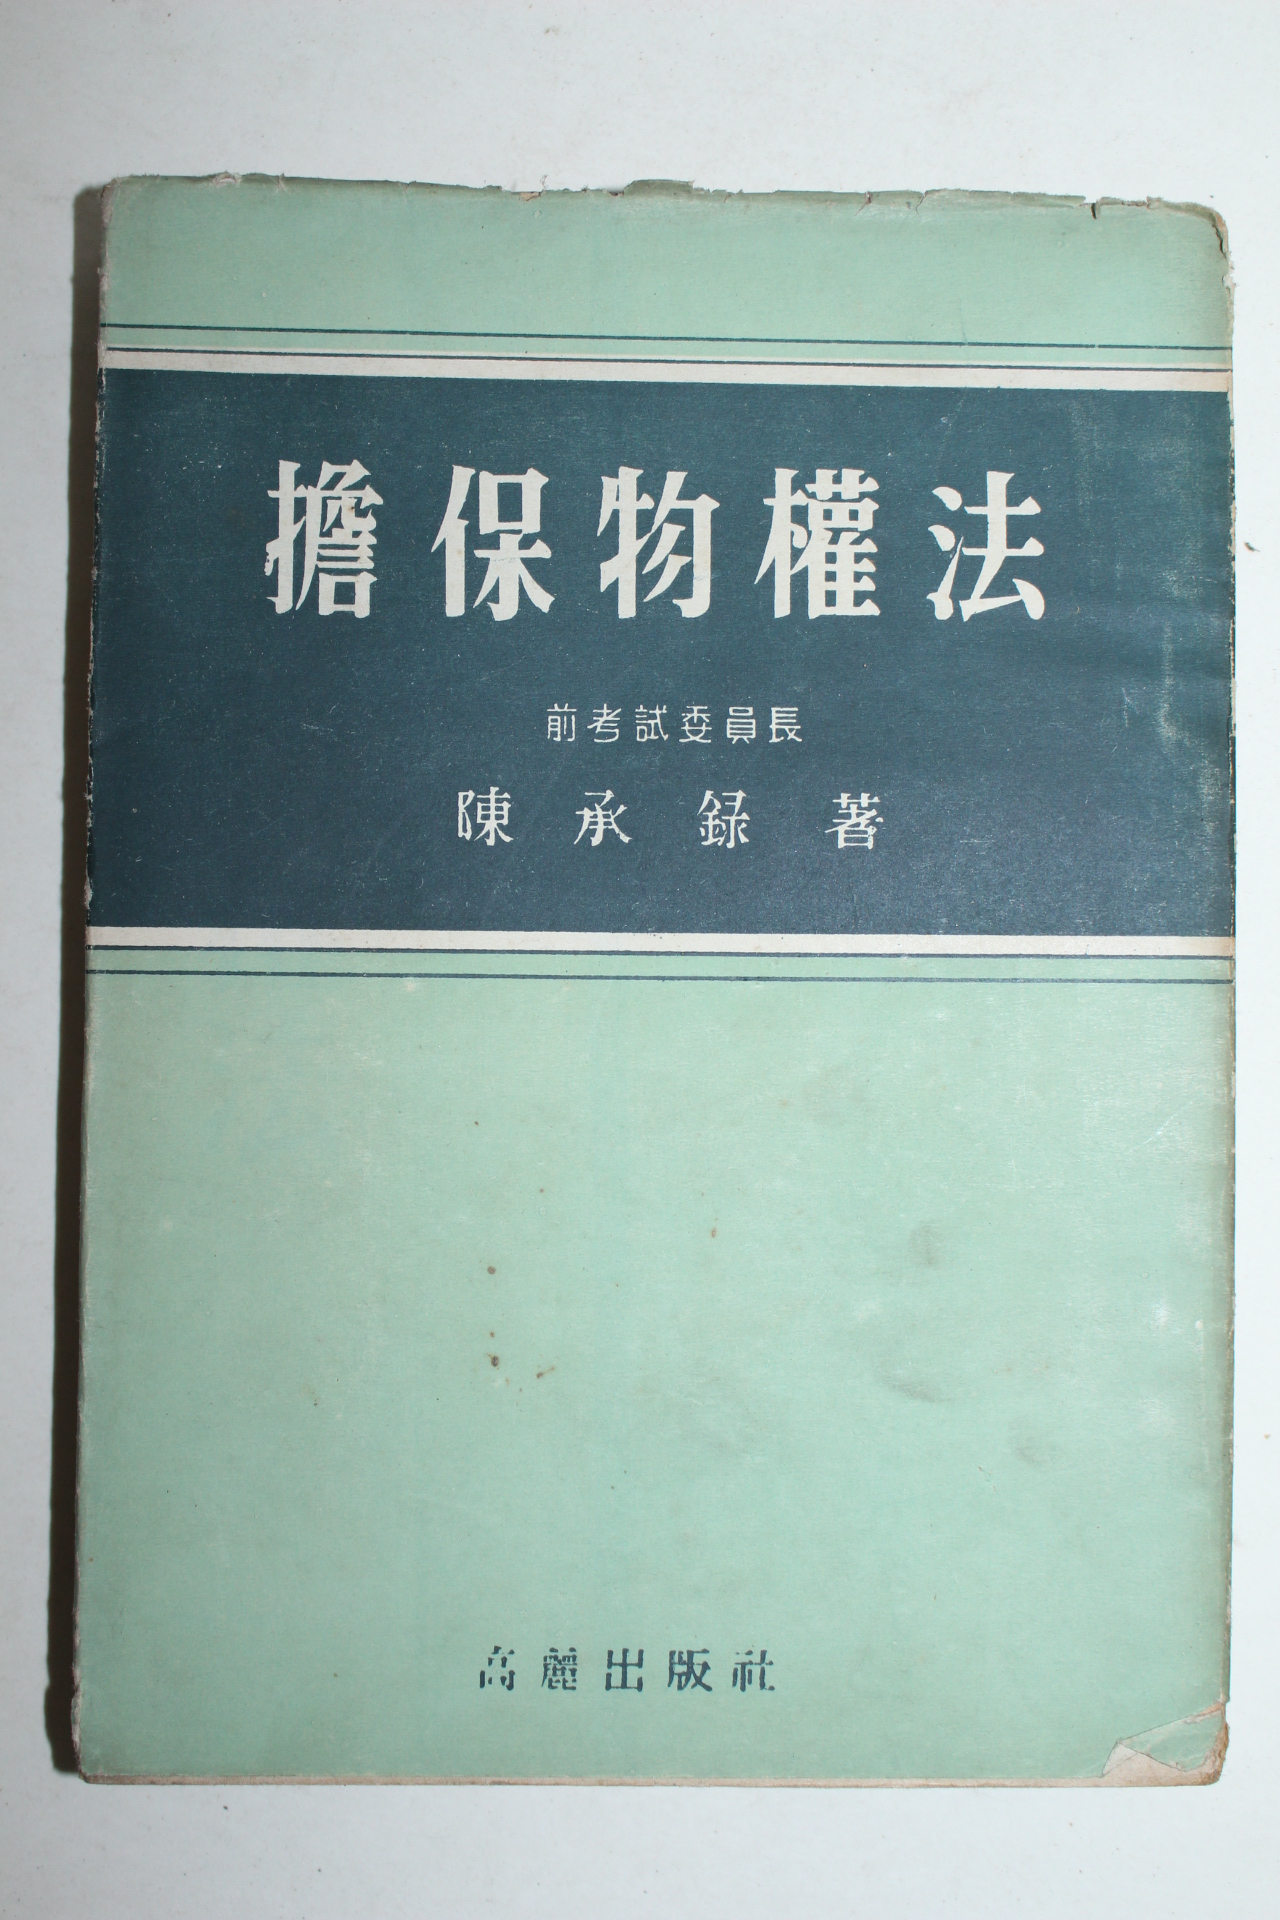 擔保物權法
前考試委員長
陳承録 著
高麗出版社